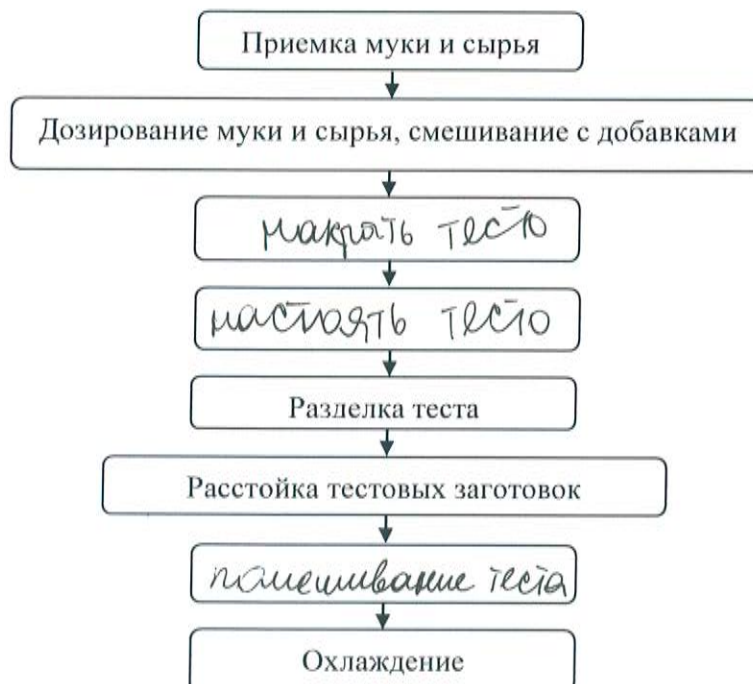 Приемка муки и сырья
Дозирование муки и сырья, смешивание с добавками
накрыть тесто
настоять тесто
Разделка теста
Расстойка тестовых заготовок
помешивание теста
Охлаждение